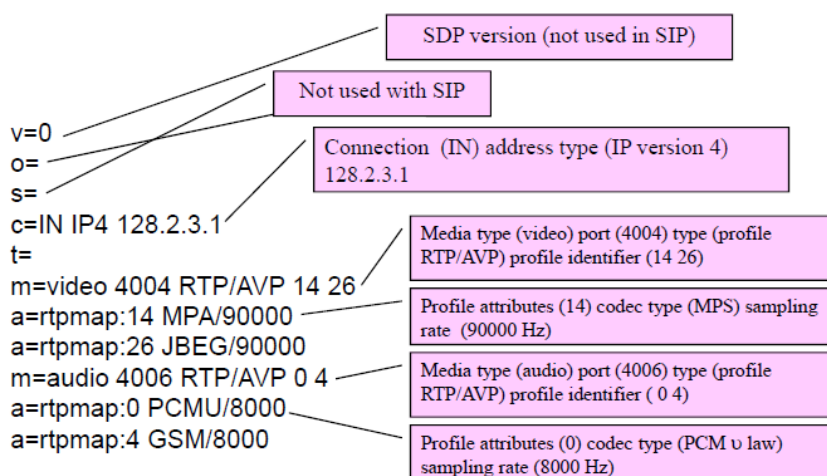 SDP version (not used in SIP)
Not used with SIP
v=0
o=
s=
c=IN IP4 128.2.3.1
t=
m=video 4004 RTP/AVP 14 26
a=rtpmap:14 MPA/90000
a=rtpmap:26 JBEG/90000
m=audio 4006 RTP/AVP 0 4
a=rtpmap:0 PCMU/8000
a=rtpmap:4 GSM/8000
Connection (IN) address type (IP version 4)
128.2.3.1
Media type (video) port (4004) type (profile
RTP/AVP) profile identifier (14 26)
Profile attributes (14) codec type (MPS) sampling
rate (90000 Hz)
Media type (audio) port (4006) type (profile
RTP/AVP) profile identifier ( 0 4)
Profile attributes (0) codec type (PCM υ law)
sampling rate (8000 Hz)